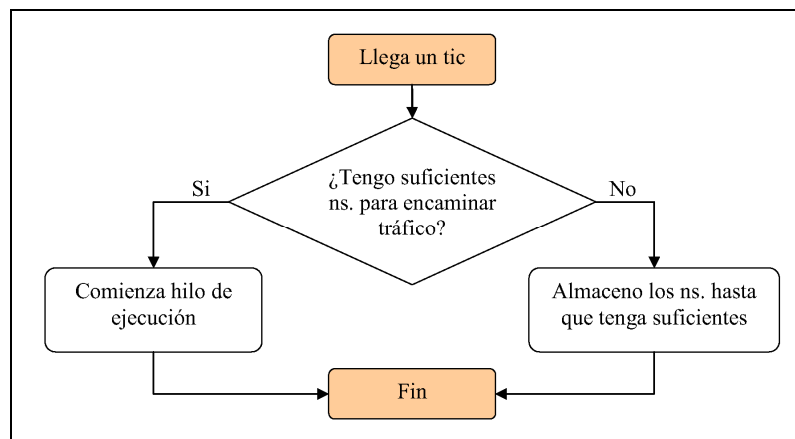 Llega un tic
¿Tengo suficientes
ns. para encaminar
tráfico?
Si
No
Comienza hilo de
ejecución
Almaceno los ns. hasta
que tenga suficientes
Fin